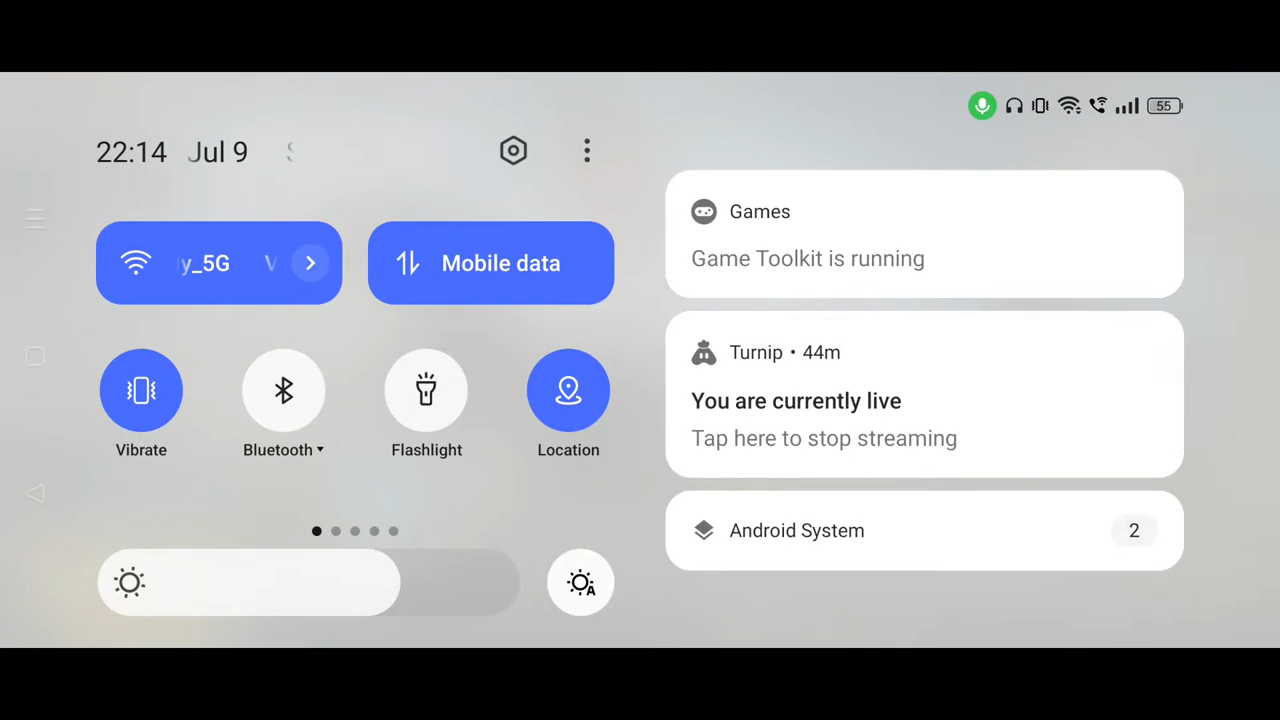 55
22:14 Jul 9
y_5G
Mobile data
Vibrate
Bluetooth
Flashlight
Location
A
Games
Game Toolkit is running
Turnip • 44m
You are currently live
Tap here to stop streaming
Android System 2